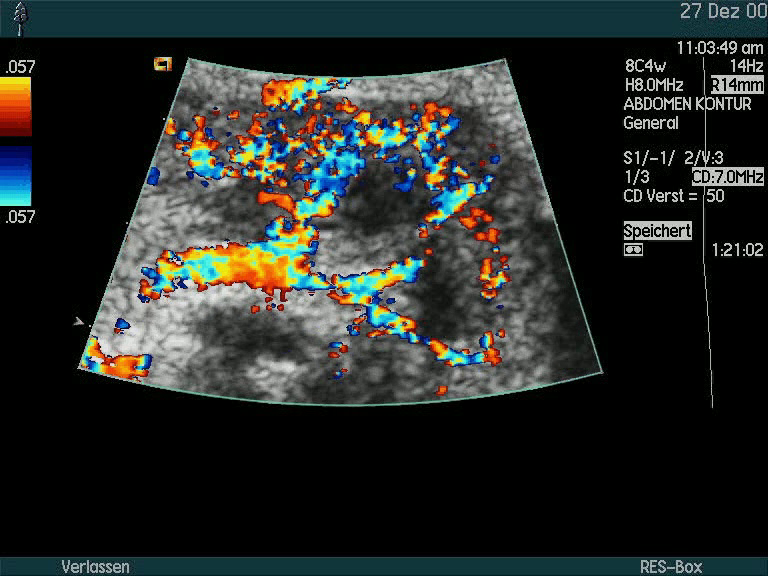 27 Dez 00
11:03:49 am
.057
8C4w 14Hz
H8.0MHz R14mm
ABDOMEN KONTUR
General
S1/-1/ 2/V:3
1/3 CD:7.0MHz
CD Verst = 50
.057
Speichert
1:21:02
Verlassen RES-Box